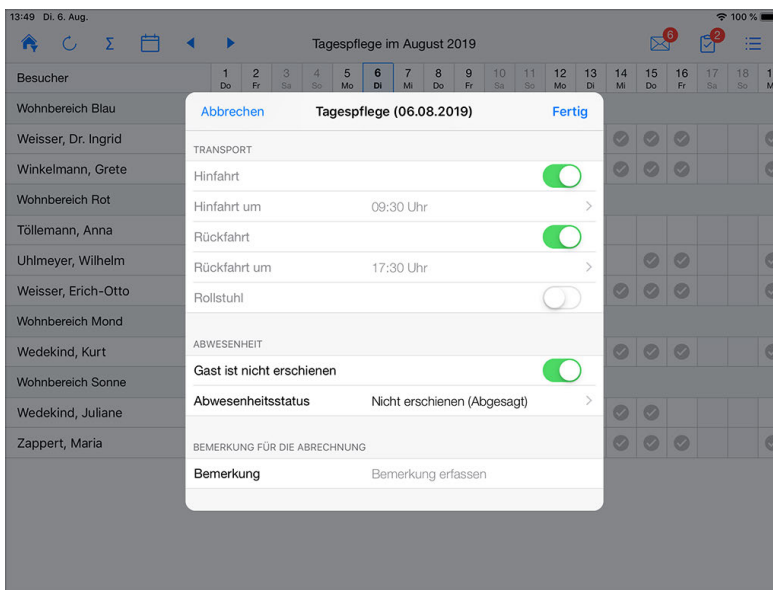 13:49 Di. 6. Aug. 100 %
Σ Tagespflege im August 2019 6 2
Besucher 1 2 3 4 5 6 7 8 9 10 11 12 13 14 15 16 17 18 1
Do Fr Sa So Mo Di Mi Do Fr Sa So Mo Di Mi Do Fr Sa So M
Wohnbereich Blau
Weisser, Dr. Ingrid
Winkelmann, Grete
Wohnbereich Rot
Töllemann, Anna
Uhlmeyer, Wilhelm
Weisser, Erich-Otto
Wohnbereich Mond
Wedekind, Kurt
Wohnbereich Sonne
Wedekind, Juliane
Zappert, Maria
Abbrechen Tagespflege (06.08.2019) Fertig
TRANSPORT
Hinfahrt
Hinfahrt um 09:30 Uhr
Rückfahrt
Rückfahrt um 17:30 Uhr
Rollstuhl
ABWESENHEIT
Gast ist nicht erschienen
Abwesenheitsstatus Nicht erschienen (Abgesagt)
BEMERKUNG FÜR DIE ABRECHNUNG
Bemerkung Bemerkung erfassen